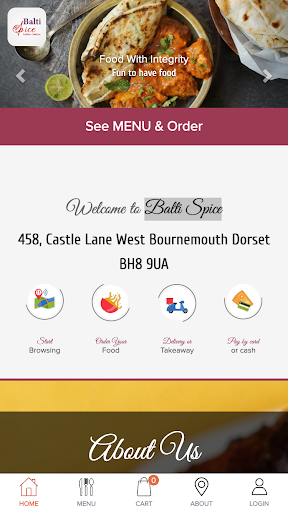 Balti
Spice
Food With Integrity
Fun to have food
See MENU & Order
Welcome to Balti Spice
458, Castle Lane West Bournemouth Dorset
BH8 9UA
Start
Browsing
Order Your
Food
Delivery or
Takeaway
Pay by card
or cash
About Us
0
HOME
MENU
CART
ABOUT
LOGIN